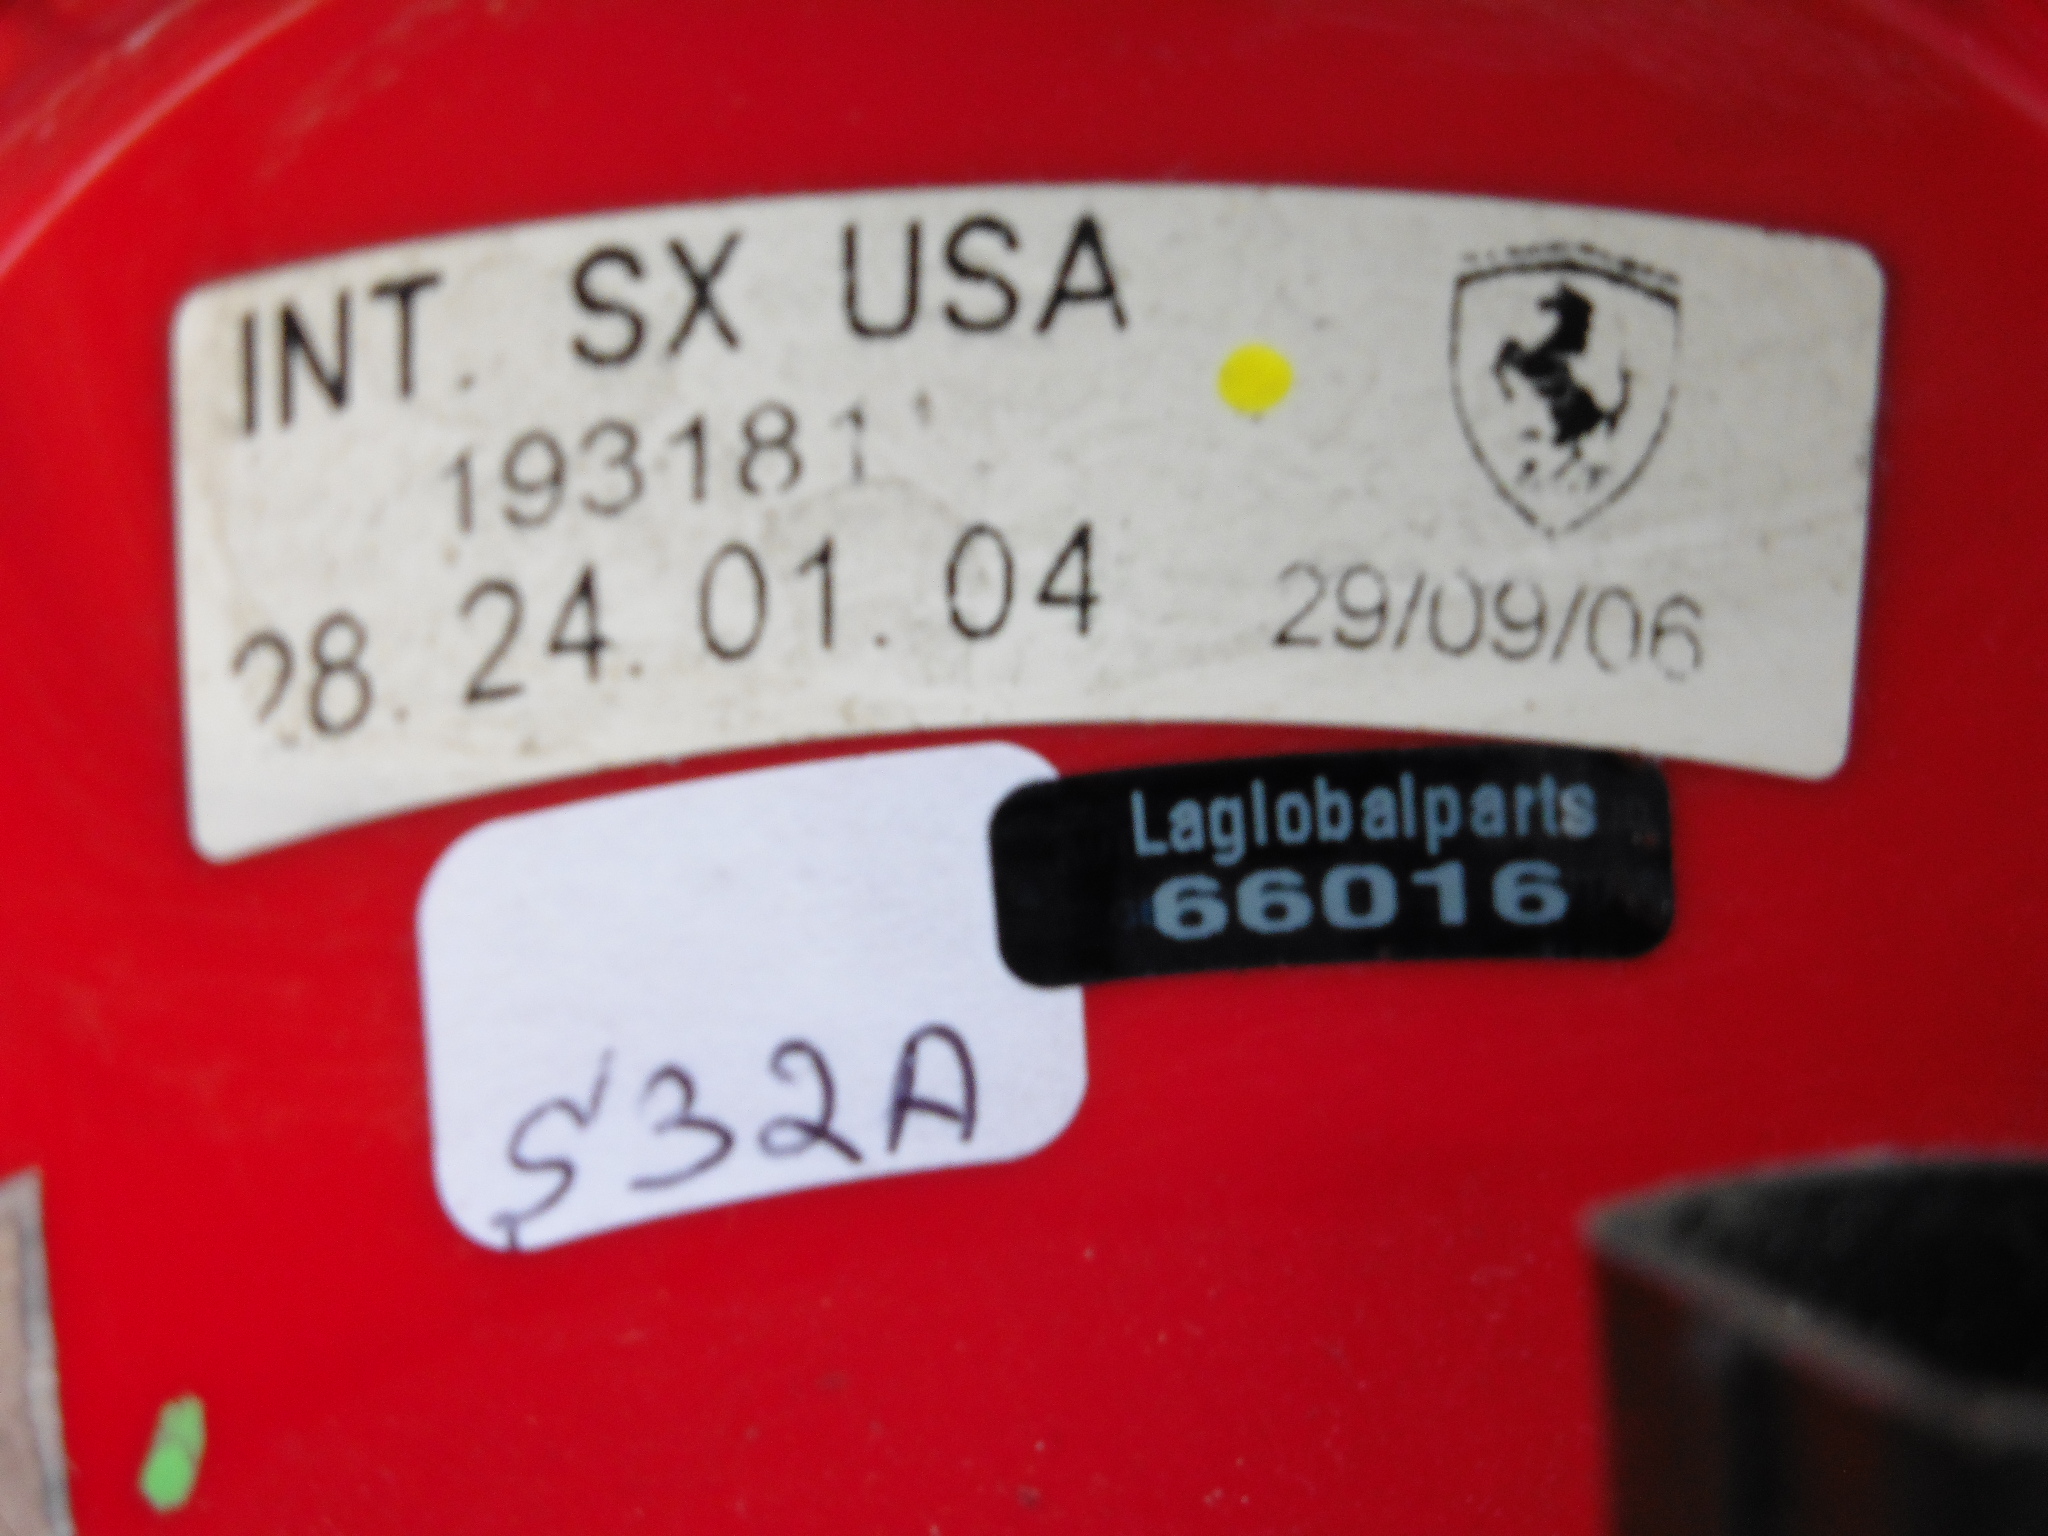 INT. SX USA
193181
28. 24. 01. 04
29/09/06
Laglobalparts
66016
S32A